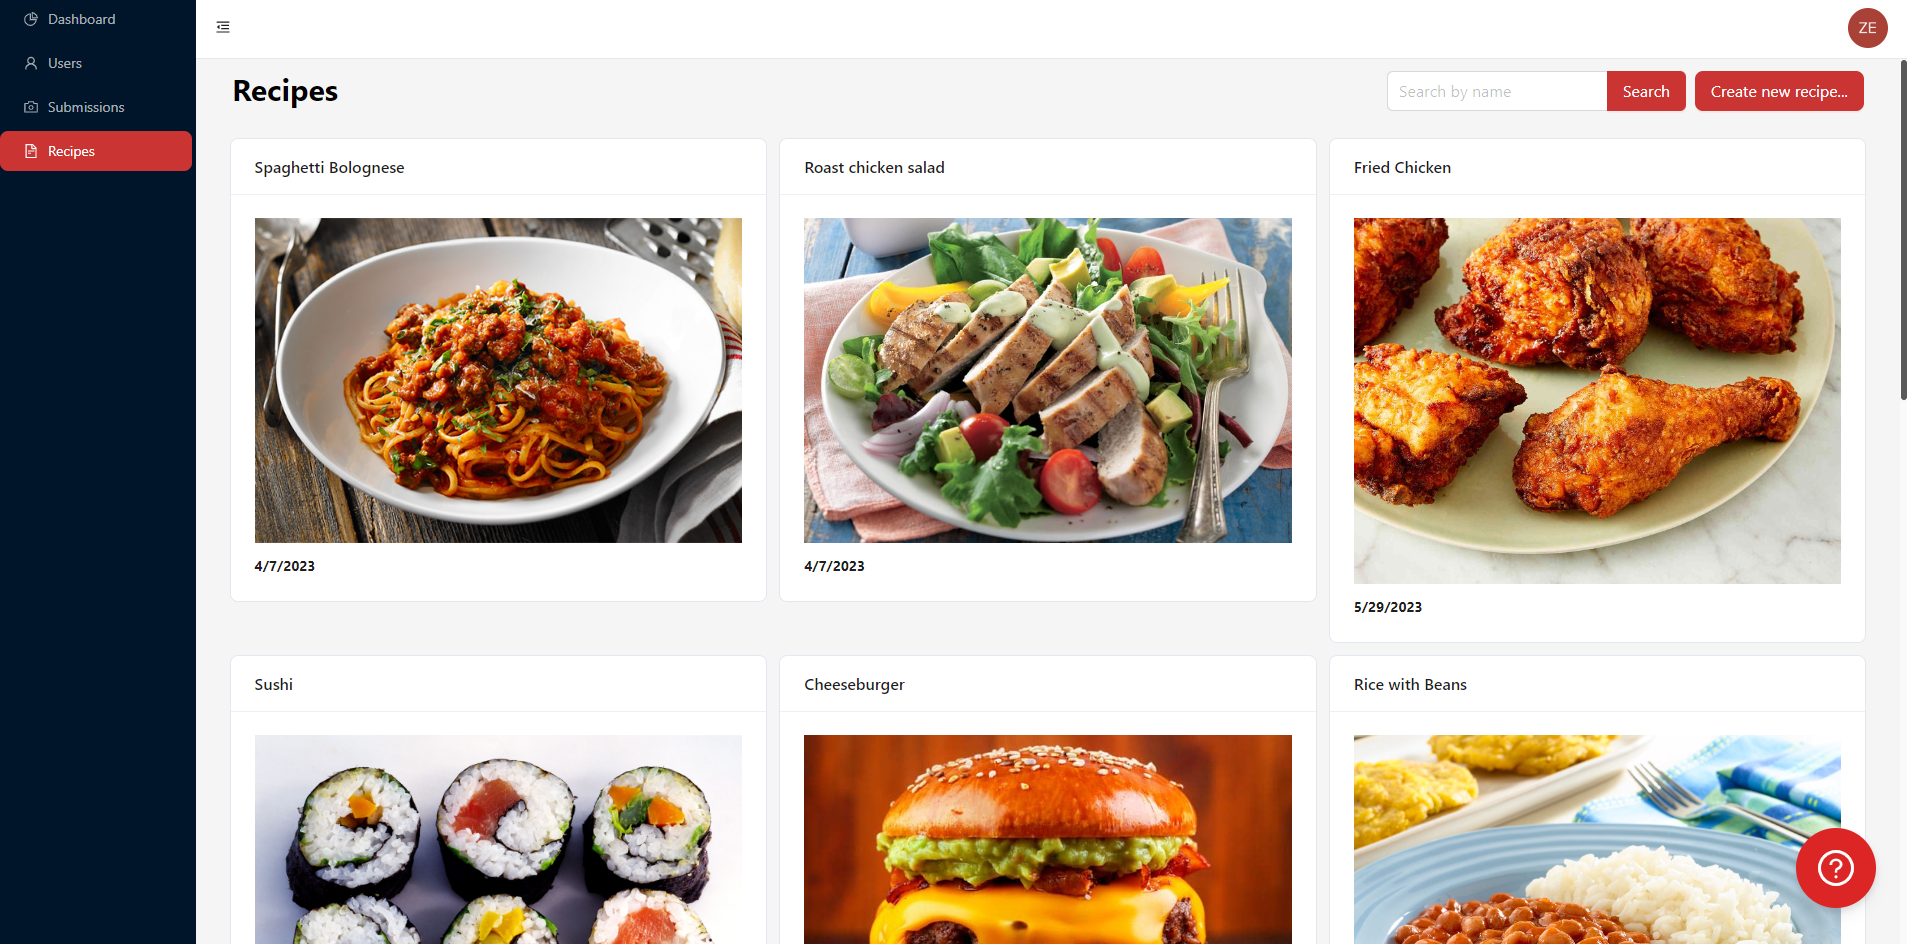 Dashboard
Users
Submissions
Recipes
ZE
Recipes
Search by name
Search
Create new recipe...
Spaghetti Bolognese
Roast chicken salad
Fried Chicken
4/7/2023
4/7/2023
5/29/2023
Sushi
Cheeseburger
Rice with Beans
?